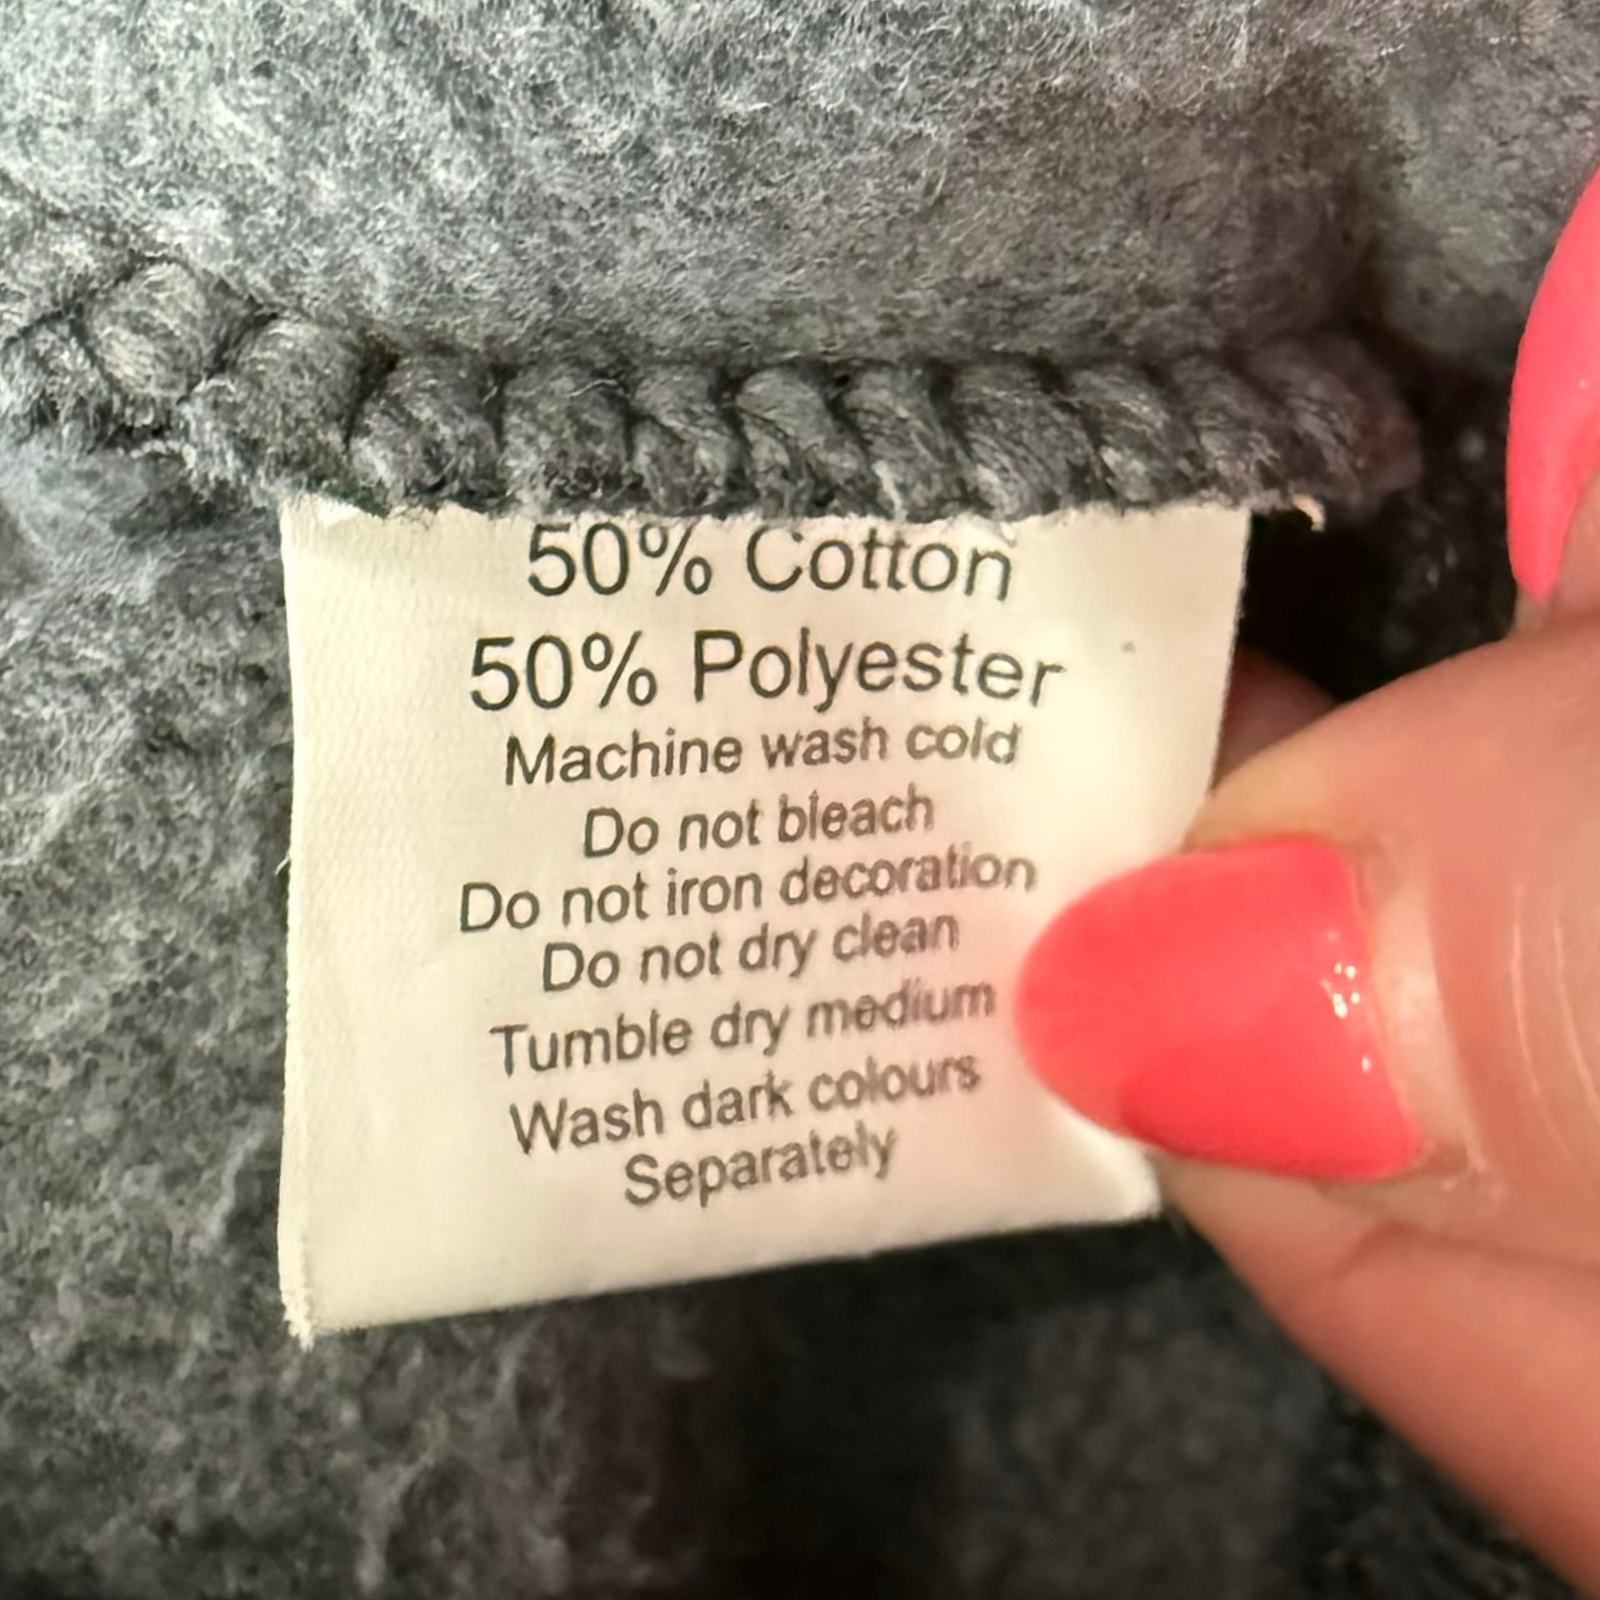 50% Cotton
50% Polyester
Machine wash cold
Do not bleach
Do not iron decoration
Do not dry clean
Tumble dry medium
Wash dark colours
Separately